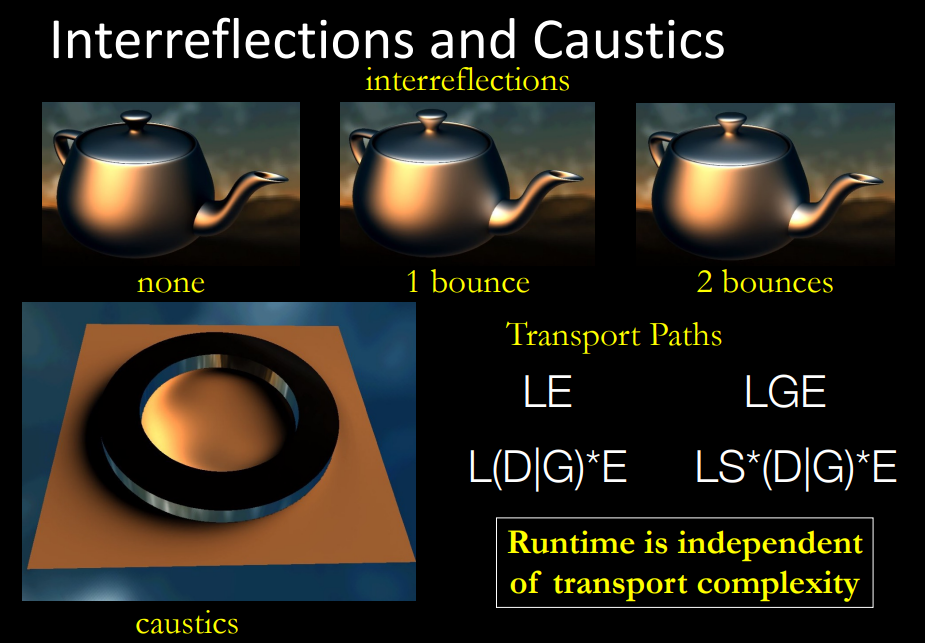 Interreflections and Caustics
interreflections
none
1 bounce
2 bounces
Transport Paths
LE
LGE
L(D|G)*E
LS*(D|G)*E
Runtime is independent
of transport complexity
caustics